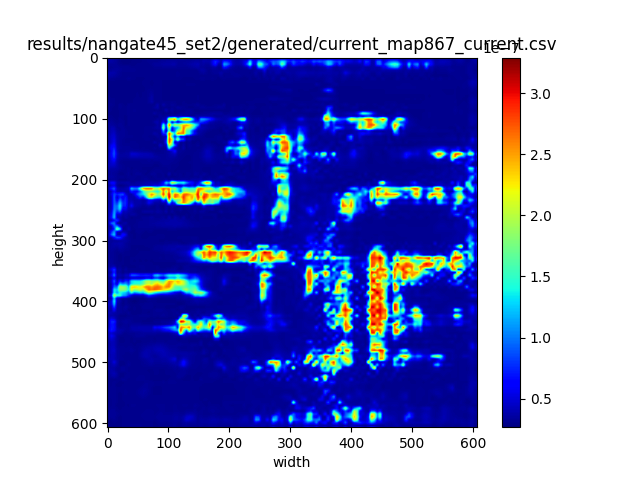 results/nangate45_set2/generated/current_map867_current.csv
1e−7
0
100
200
300
400
500
600
height
0 100 200 300 400 500 600
width
3.0
2.5
2.0
1.5
1.0
0.5